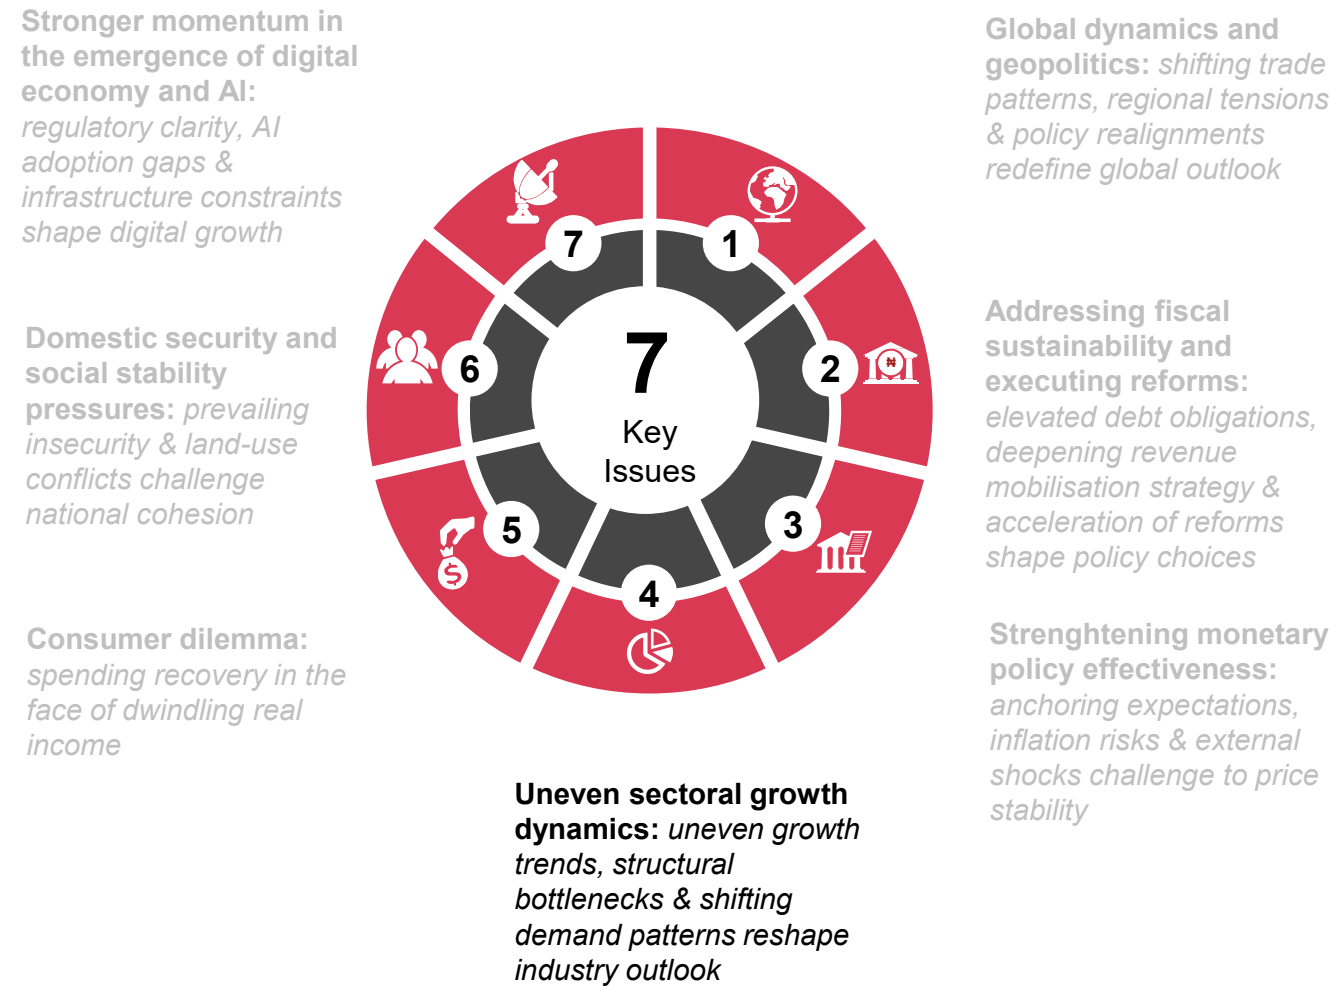 Stronger momentum in
the emergence of digital
economy and AI:
regulatory clarity, AI
adoption gaps &
infrastructure constraints
shape digital growth
Global dynamics and
geopolitics: shifting trade
patterns, regional tensions
& policy realignments
redefine global outlook
7
1
Domestic security and
social stability
pressures: prevailing
insecurity & land-use
conflicts challenge
national cohesion
6
7
Key
Issues
2
₦
Addressing fiscal
sustainability and
executing reforms:
elevated debt obligations,
deepening revenue
mobilisation strategy &
acceleration of reforms
shape policy choices
5
$
3
4
Consumer dilemma:
spending recovery in the
face of dwindling real
income
Strenghtening monetary
policy effectiveness:
anchoring expectations,
inflation risks & external
shocks challenge to price
stability
Uneven sectoral growth
dynamics: uneven growth
trends, structural
bottlenecks & shifting
demand patterns reshape
industry outlook